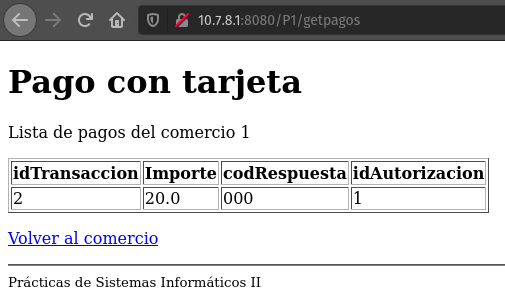 10.7.8.1:8080/P1/getpagos
Pago con tarjeta
Lista de pagos del comercio 1
idTransaccion Importe codRespuesta idAutorizacion
2 20.0 000 1
Volver al comercio
Prácticas de Sistemas Informáticos II